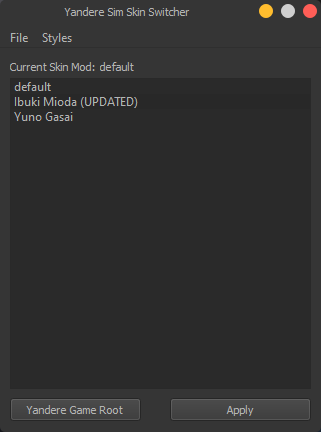 Yandere Sim Skin Switcher
File Styles
Current Skin Mod: default
default
Ibuki Mioda (UPDATED)
Yuno Gasai
Yandere Game Root Apply